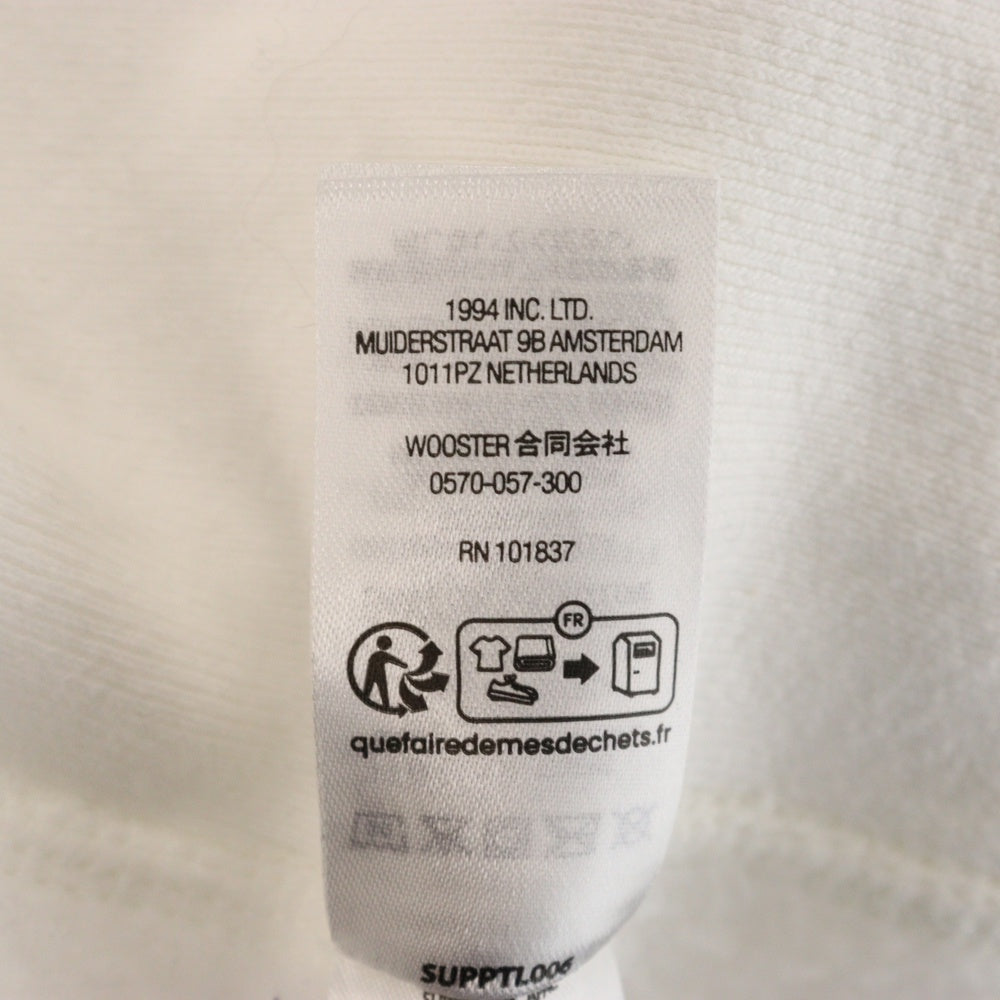 1994 INC. LTD.
MUIDERSTRAAT 9B AMSTERDAM
1011PZ NETHERLANDS
WOOSTER 合同会社
0570-057-300
RN 101837
FR
quefairedemesdechets.fr
SUPPTL006